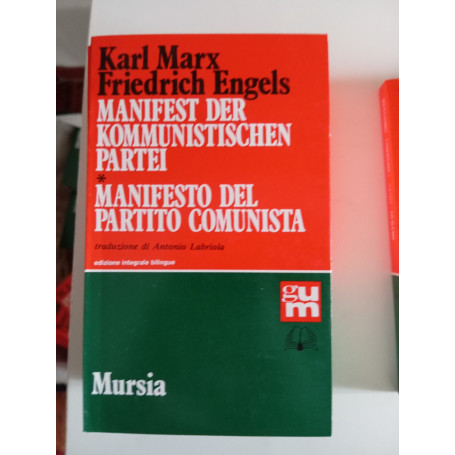 Karl Marx
Friedrich Engels
MANIFEST DER
KOMMUNISTISCHEN
PARTEI
*
MANIFESTO DEL
PARTITO COMUNISTA
traduzione di Antonio Labriola
edizione integrale bilingue
gum
Mursia